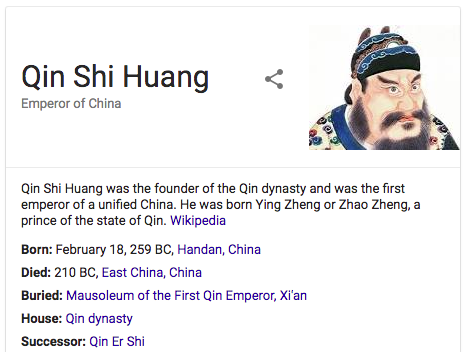 Qin Shi Huang
Emperor of China
Qin Shi Huang was the founder of the Qin dynasty and was the first
emperor of a unified China. He was born Ying Zheng or Zhao Zheng, a
prince of the state of Qin. Wikipedia
Born: February 18, 259 BC, Handan, China
Died: 210 BC, East China, China
Buried: Mausoleum of the First Qin Emperor, Xi'an
House: Qin dynasty
Successor: Qin Er Shi